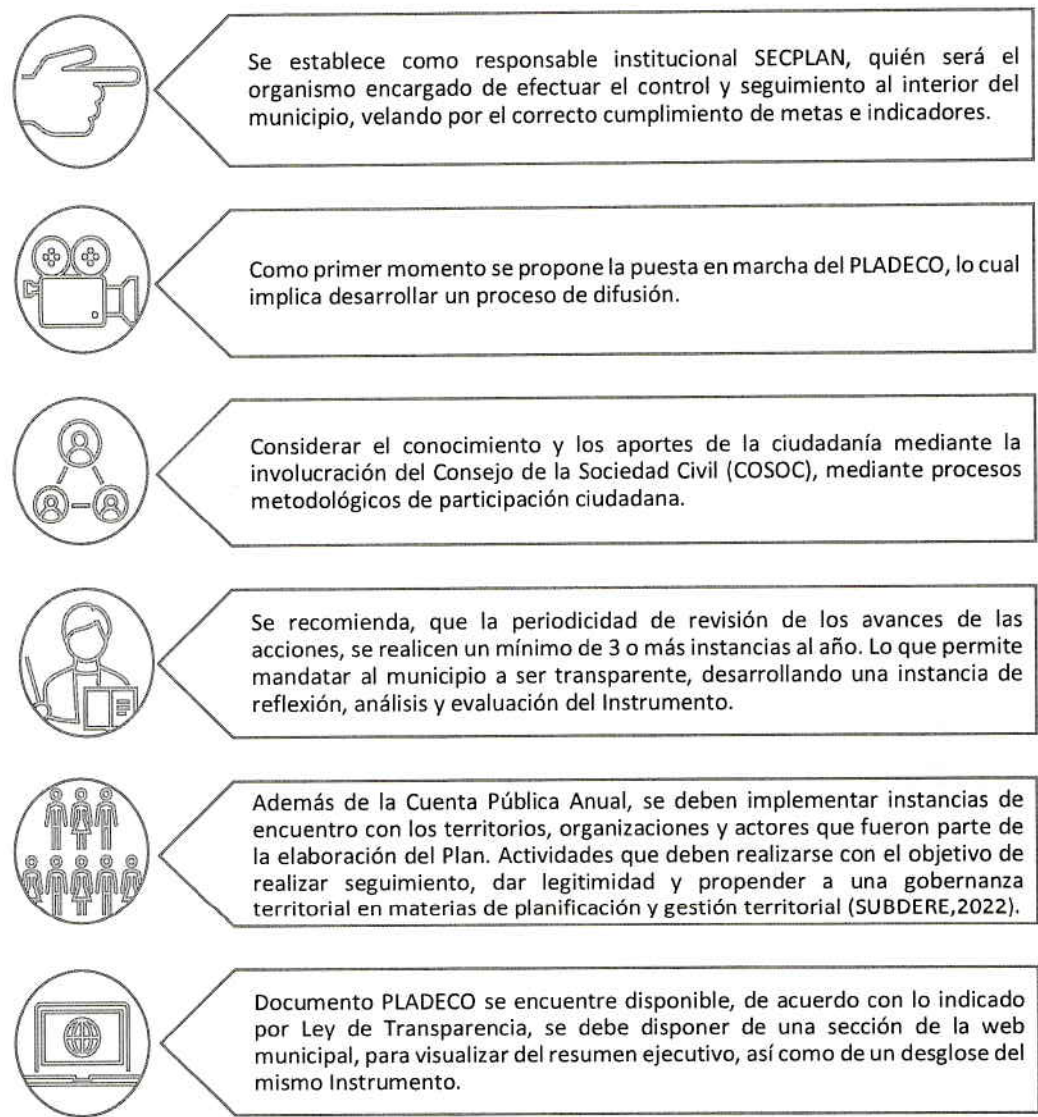 Se establece como responsable institucional SECPLAN, quién será el
organismo encargado de efectuar el control y seguimiento al interior del
municipio, velando por el correcto cumplimiento de metas e indicadores.
Como primer momento se propone la puesta en marcha del PLADECO, lo cual
implica desarrollar un proceso de difusión.
Considerar el conocimiento y los aportes de la ciudadanía mediante la
involucración del Consejo de la Sociedad Civil (COSOC), mediante procesos
metodológicos de participación ciudadana.
Se recomienda, que la periodicidad de revisión de los avances de las
acciones, se realicen un mínimo de 3 o más instancias al año. Lo que permite
mandatar al municipio a ser transparente, desarrollando una instancia de
reflexión, análisis y evaluación del Instrumento.
Además de la Cuenta Pública Anual, se deben implementar instancias de
encuentro con los territorios, organizaciones y actores que fueron parte de
la elaboración del Plan. Actividades que deben realizarse con el objetivo de
realizar seguimiento, dar legitimidad y propender a una gobernanza
territorial en materias de planificación y gestión territorial (SUBDERE,2022).
Documento PLADECO se encuentre disponible, de acuerdo con lo indicado
por Ley de Transparencia, se debe disponer de una sección de la web
municipal, para visualizar del resumen ejecutivo, así como de un desglose del
mismo Instrumento.